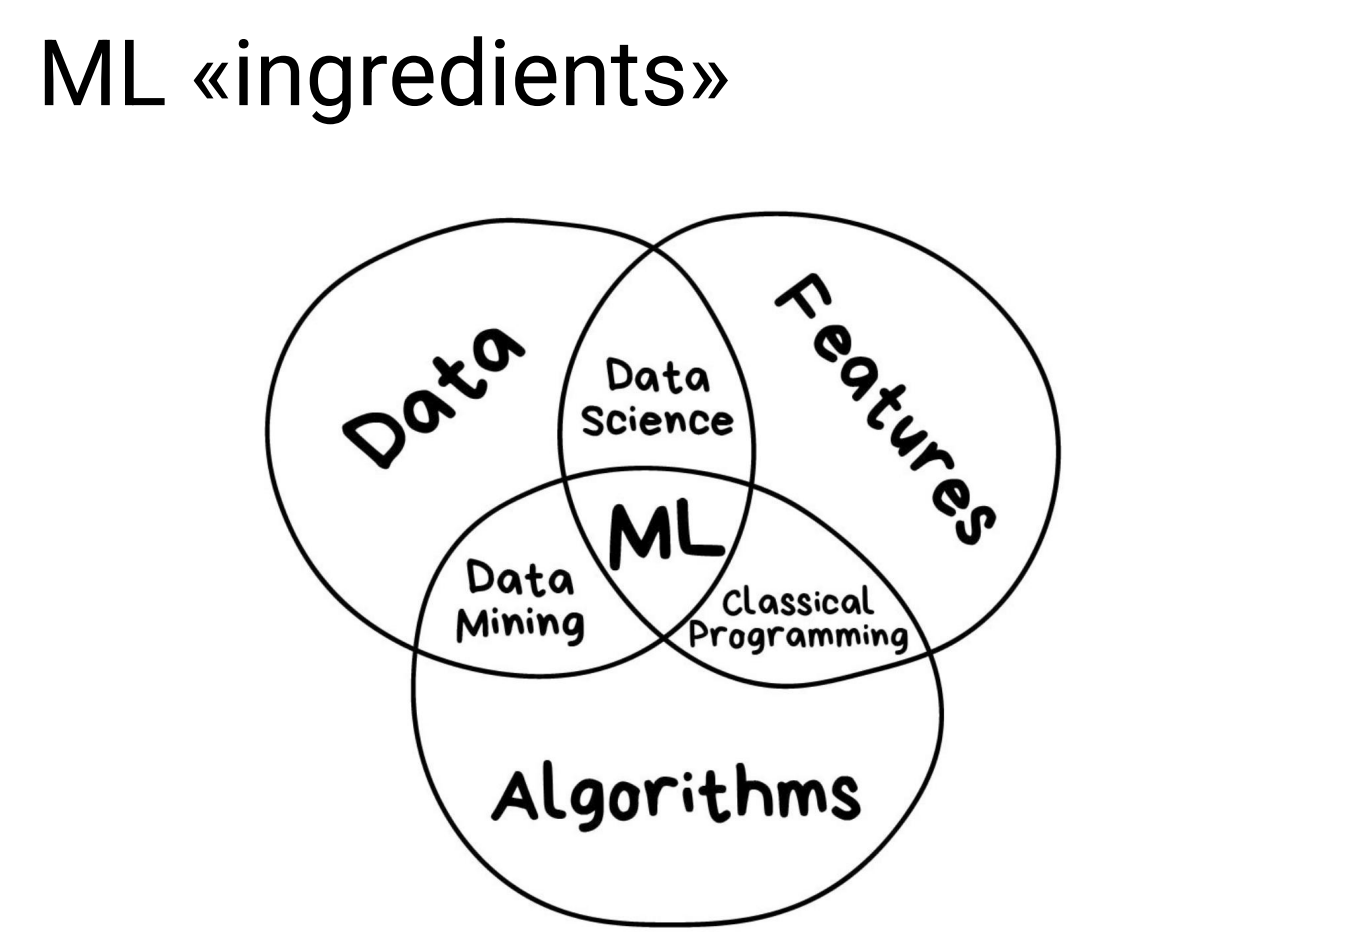 ML «ingredients»
Data
Features
Data
Science
ML
Data
Mining
Classical
Programming
Algorithms